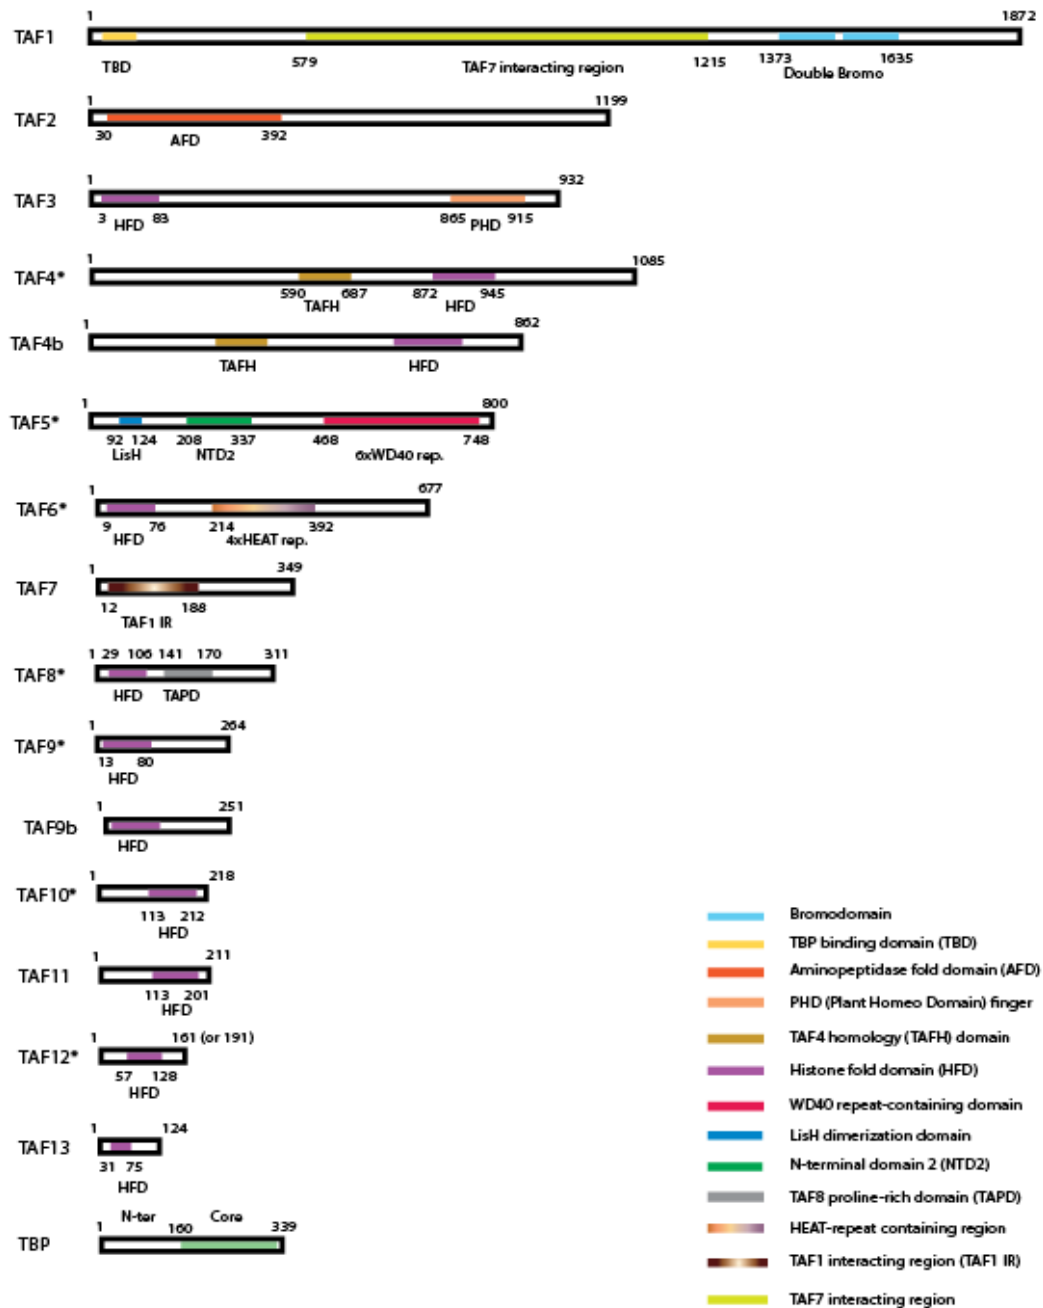 1 1872
TAF1
TBD 579 TAF7 interacting region 1215 1373 Double Bromo 1635
1 1199
TAF2
30 AFD 392
1 932
TAF3
3 HFD 83 865 PHD 915
1 1085
TAF4*
590 TAFH 687 872 HFD 945
1 862
TAF4b
TAFH HFD
1 800
TAF5*
92 124 208 337 468 748
LisH NTD2 6xWD40 rep.
1 677
TAF6*
9 76 214 392
HFD 4xHEAT rep.
1 349
TAF7
12 188
TAF1 IR
1 29 106 141 170 311
TAF8*
HFD TAPD
1 264
TAF9*
13 80
HFD
1 251
TAF9b
HFD
1 218
TAF10*
113 212
HFD
1 211
TAF11
113 201
HFD
1 161 (or 191)
TAF12*
57 128
HFD
1 124
TAF13
31 75
HFD
N-ter Core
1 160 339
TBP
Bromodomain
TBP binding domain (TBD)
Aminopeptidase fold domain (AFD)
PHD (Plant Homeo Domain) finger
TAF4 homology (TAFH) domain
Histone fold domain (HFD)
WD40 repeat-containing domain
LisH dimerization domain
N-terminal domain 2 (NTD2)
TAF8 proline-rich domain (TAPD)
HEAT-repeat containing region
TAF1 interacting region (TAF1 IR)
TAF7 interacting region